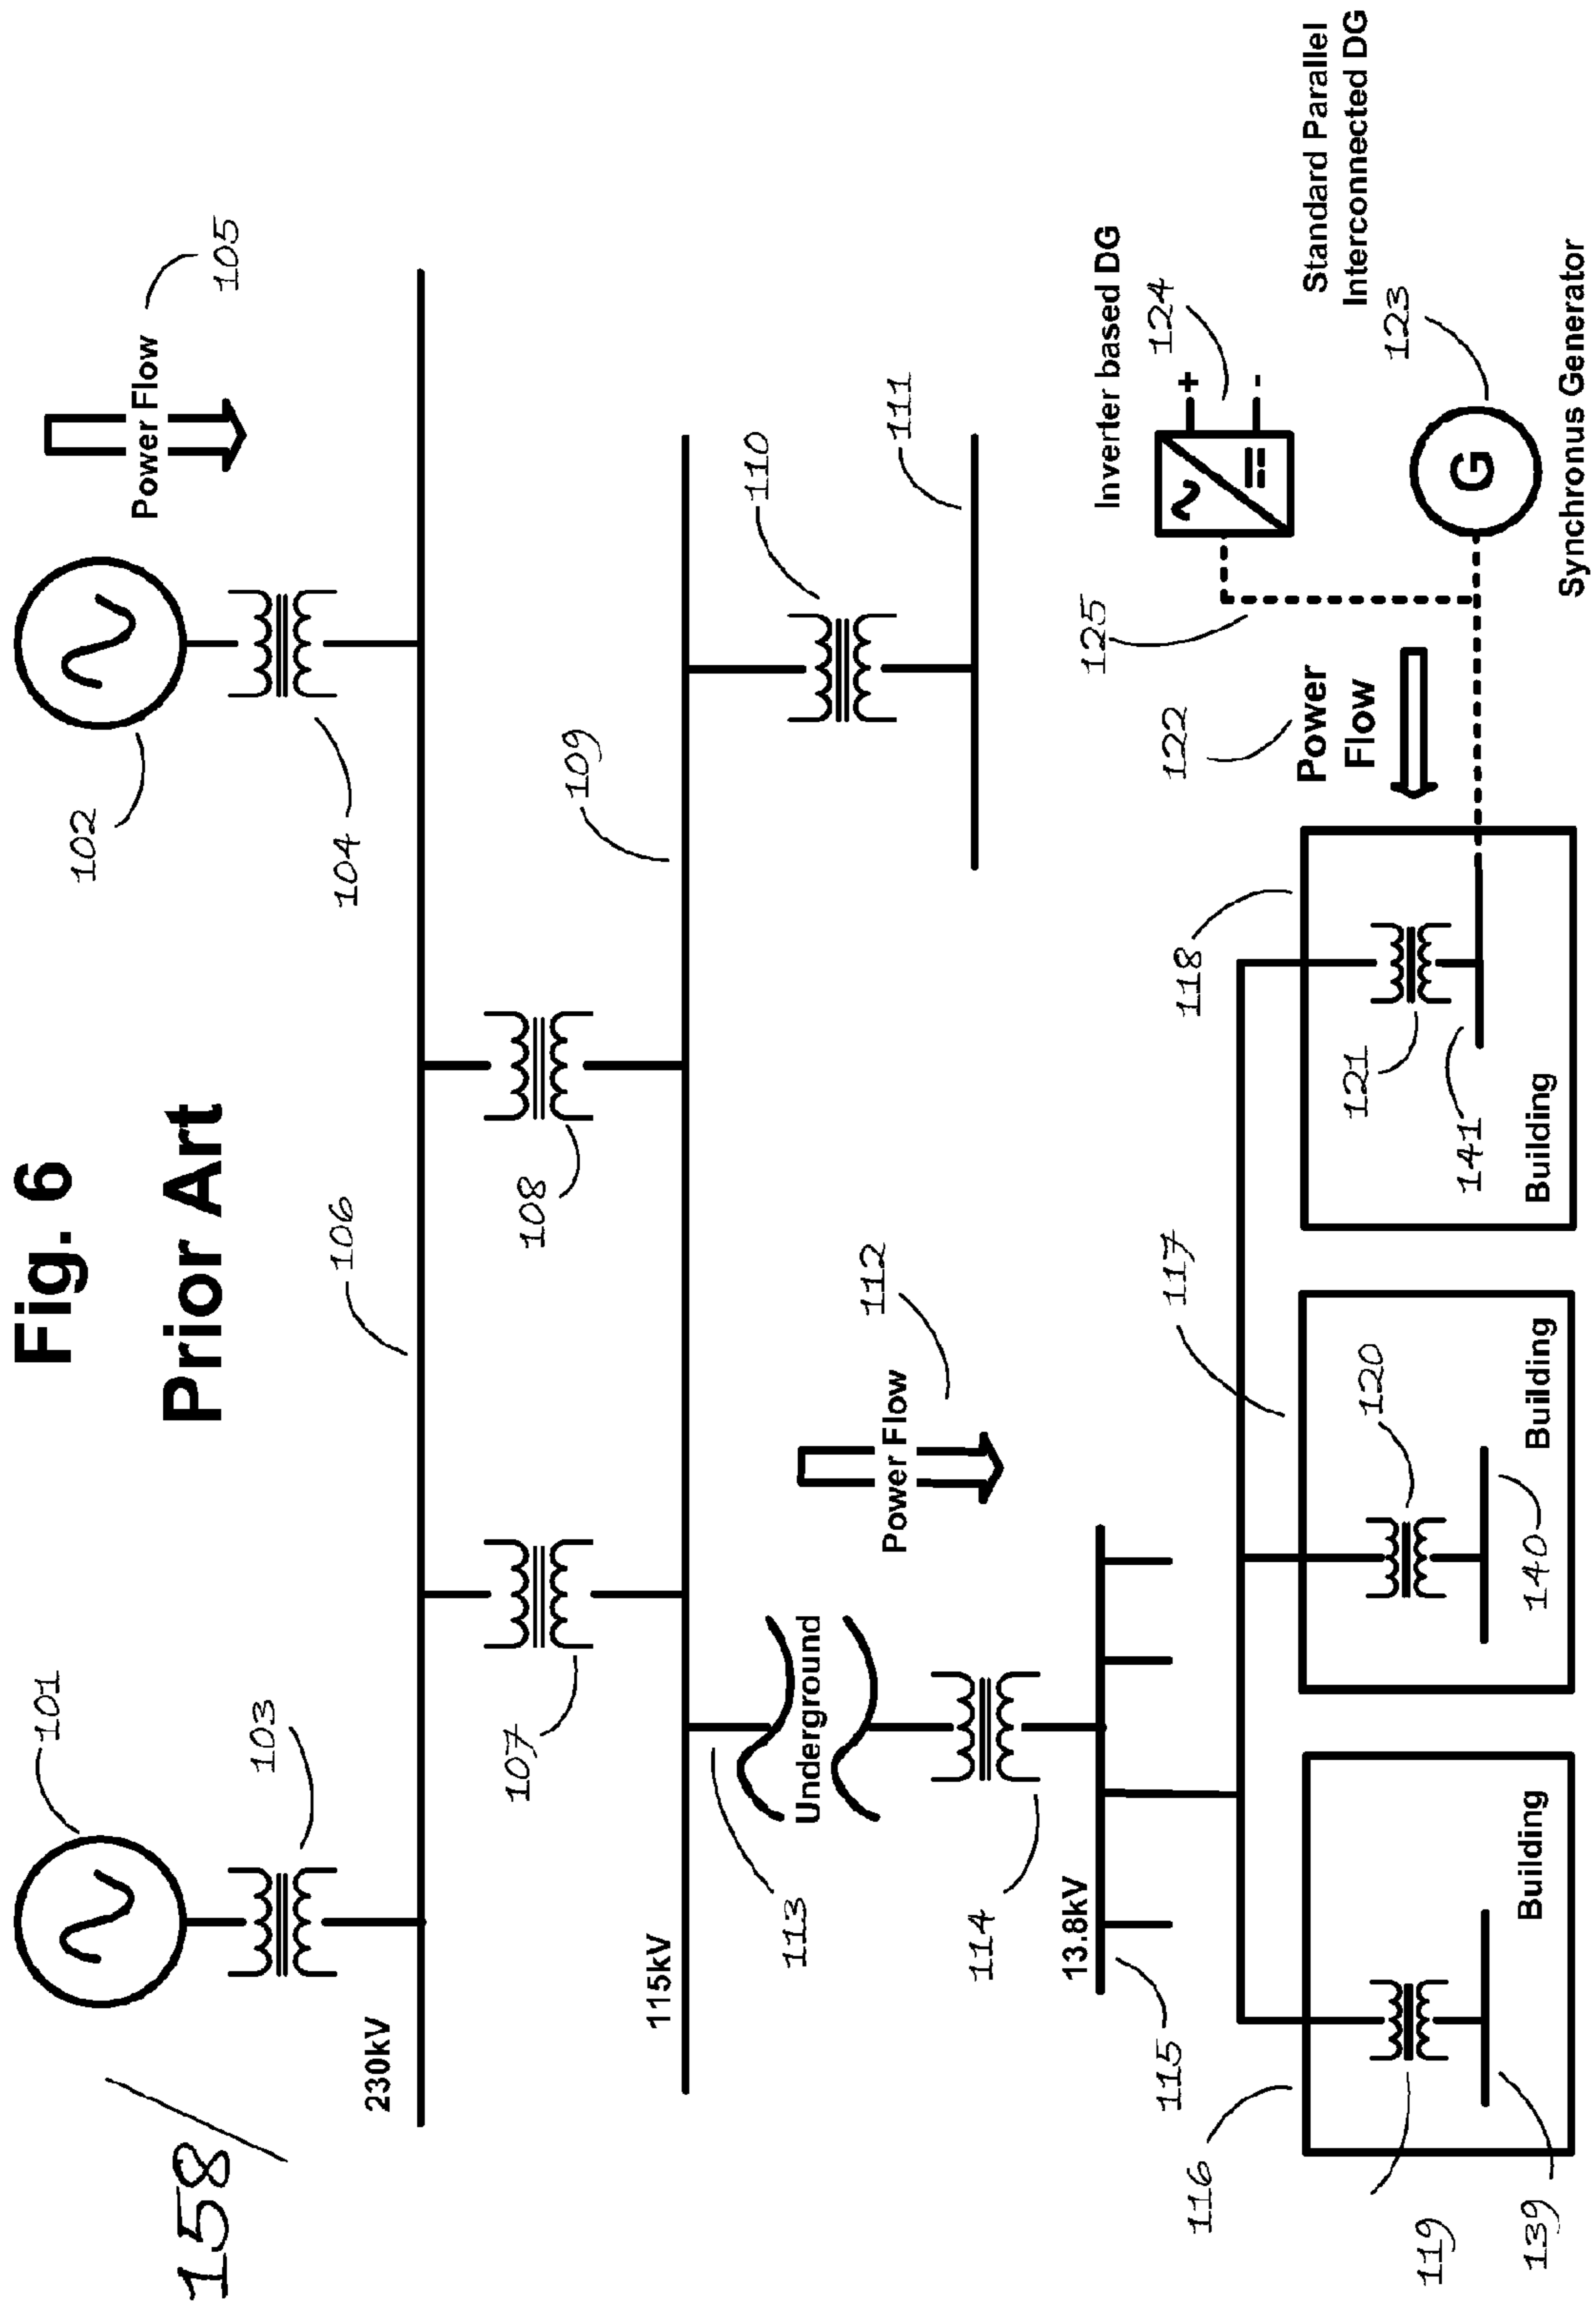 Fig. 6
Prior Art
158
101
102
103
104
Power Flow
105
230kV
106
107
108
115kV
109
110
111
113
Underground
Power Flow
112
114
13.8kV
115
116
117
118
119
139
Building
120
140
Building
121
141
Building
122
Power
Flow
125
Inverter based DG
124
+
-
Standard Parallel
Interconnected DG
123
G
Synchronus Generator